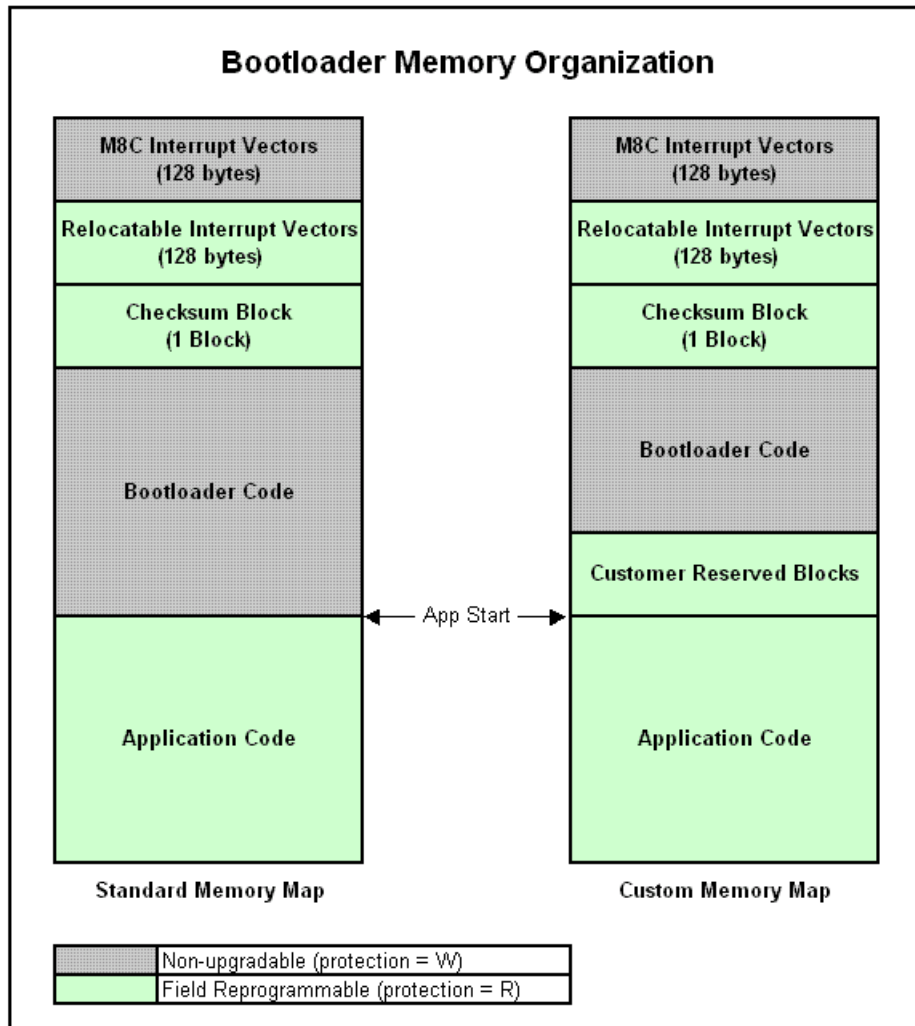 Bootloader Memory Organization
M8C Interrupt Vectors
(128 bytes)
Relocatable Interrupt Vectors
(128 bytes)
Checksum Block
(1 Block)
Bootloader Code
Application Code
Standard Memory Map
App Start
M8C Interrupt Vectors
(128 bytes)
Relocatable Interrupt Vectors
(128 bytes)
Checksum Block
(1 Block)
Bootloader Code
Customer Reserved Blocks
Application Code
Custom Memory Map
Non-upgradable (protection = W)
Field Reprogrammable (protection = R)